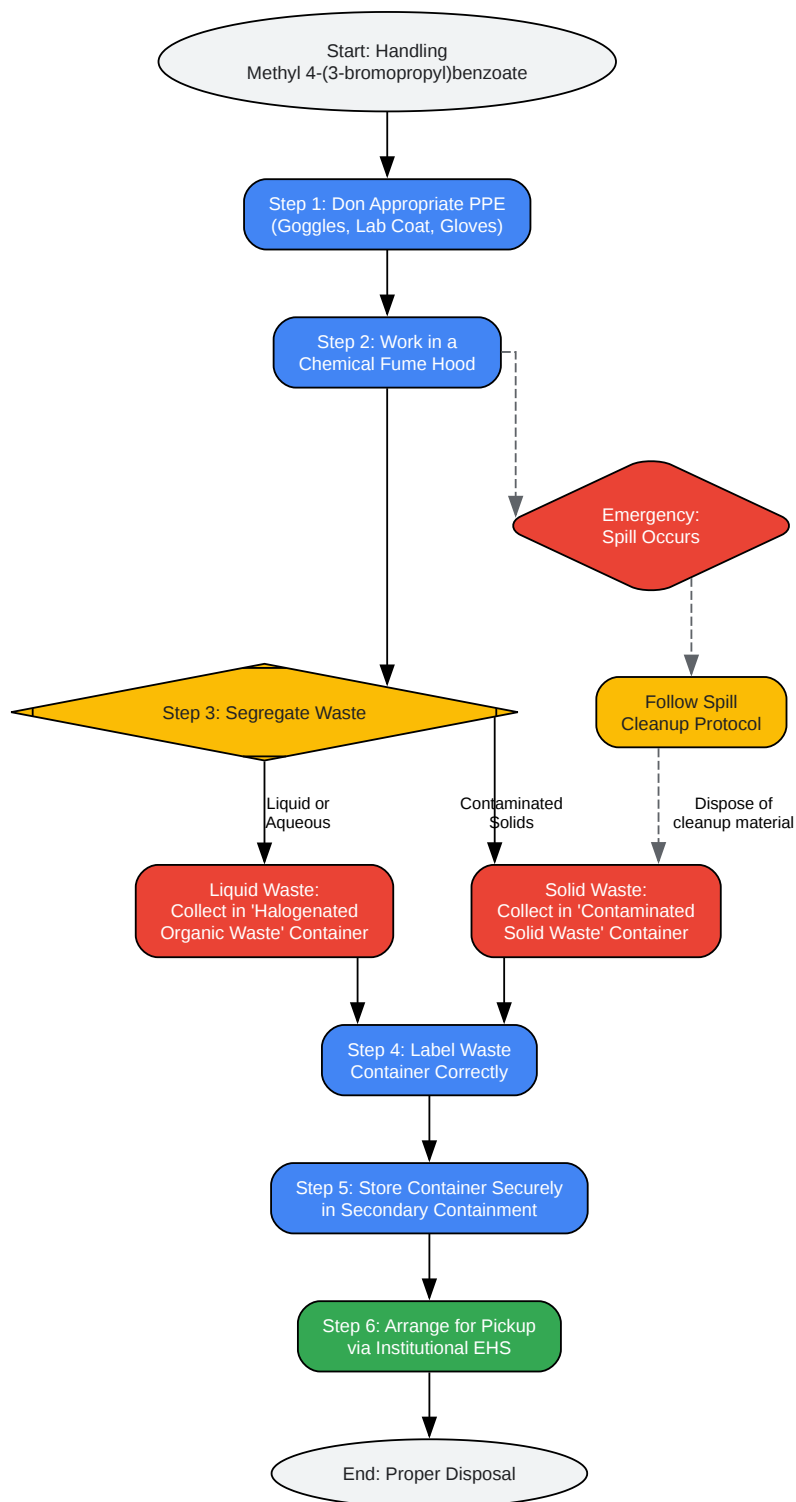 Start: Handling
Methyl 4-(3-bromopropyl)benzoate
Step 1: Don Appropriate PPE
(Goggles, Lab Coat, Gloves)
Step 2: Work in a
Chemical Fume Hood
Emergency:
Spill Occurs
Step 3: Segregate Waste
Follow Spill
Cleanup Protocol
Liquid or
Aqueous
Contaminated
Solids
Dispose of
cleanup material
Liquid Waste:
Collect in 'Halogenated
Organic Waste' Container
Solid Waste:
Collect in 'Contaminated
Solid Waste' Container
Step 4: Label Waste
Container Correctly
Step 5: Store Container Securely
in Secondary Containment
Step 6: Arrange for Pickup
via Institutional EHS
End: Proper Disposal